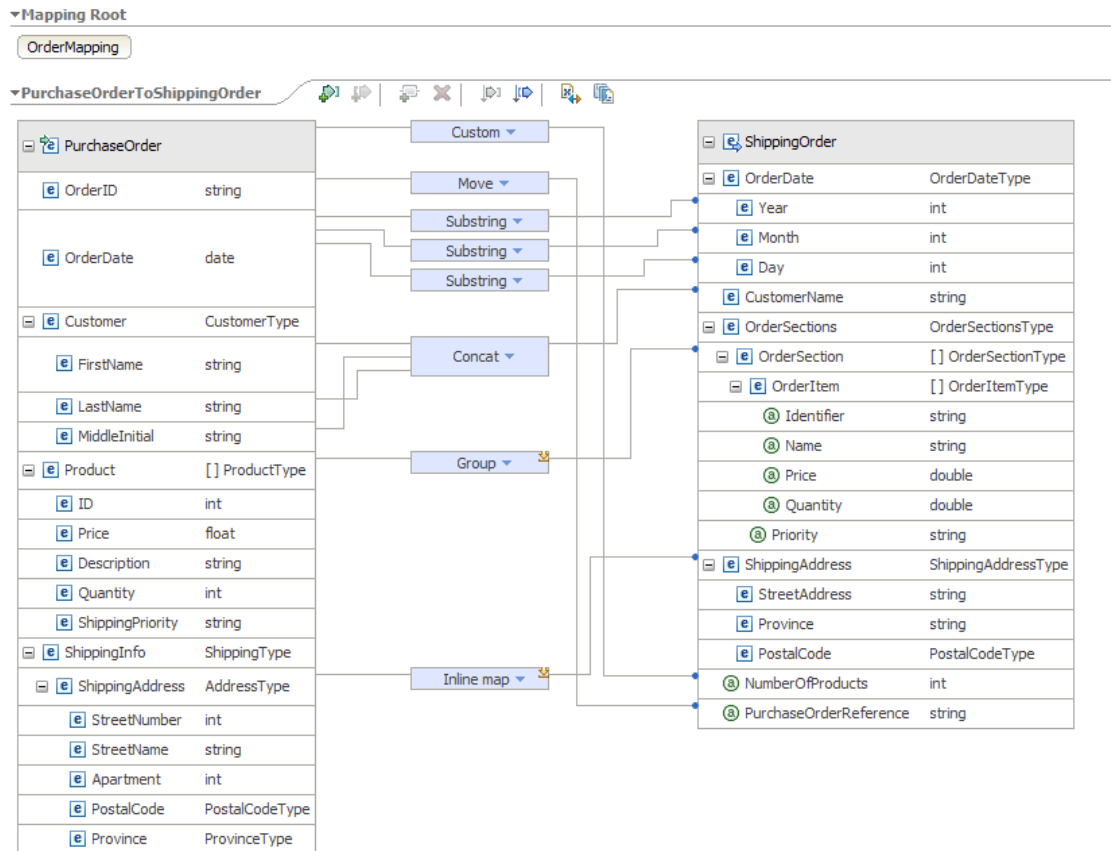 Mapping Root
OrderMapping
PurchaseOrderToShippingOrder
PurchaseOrder
OrderID string
OrderDate date
Customer CustomerType
FirstName string
LastName string
MiddleInitial string
Product [ ] ProductType
ID int
Price float
Description string
Quantity int
ShippingPriority string
ShippingInfo ShippingType
ShippingAddress AddressType
StreetNumber int
StreetName string
Apartment int
PostalCode PostalCodeType
Province ProvinceType
Custom
Move
Substring
Substring
Substring
Concat
Group
Inline map
ShippingOrder
OrderDate OrderDateType
Year int
Month int
Day int
CustomerName string
OrderSections OrderSectionsType
OrderSection [ ] OrderSectionType
OrderItem [ ] OrderItemType
Identifier string
Name string
Price double
Quantity double
Priority string
ShippingAddress ShippingAddressType
StreetAddress string
Province string
PostalCode PostalCodeType
NumberOfProducts int
PurchaseOrderReference string